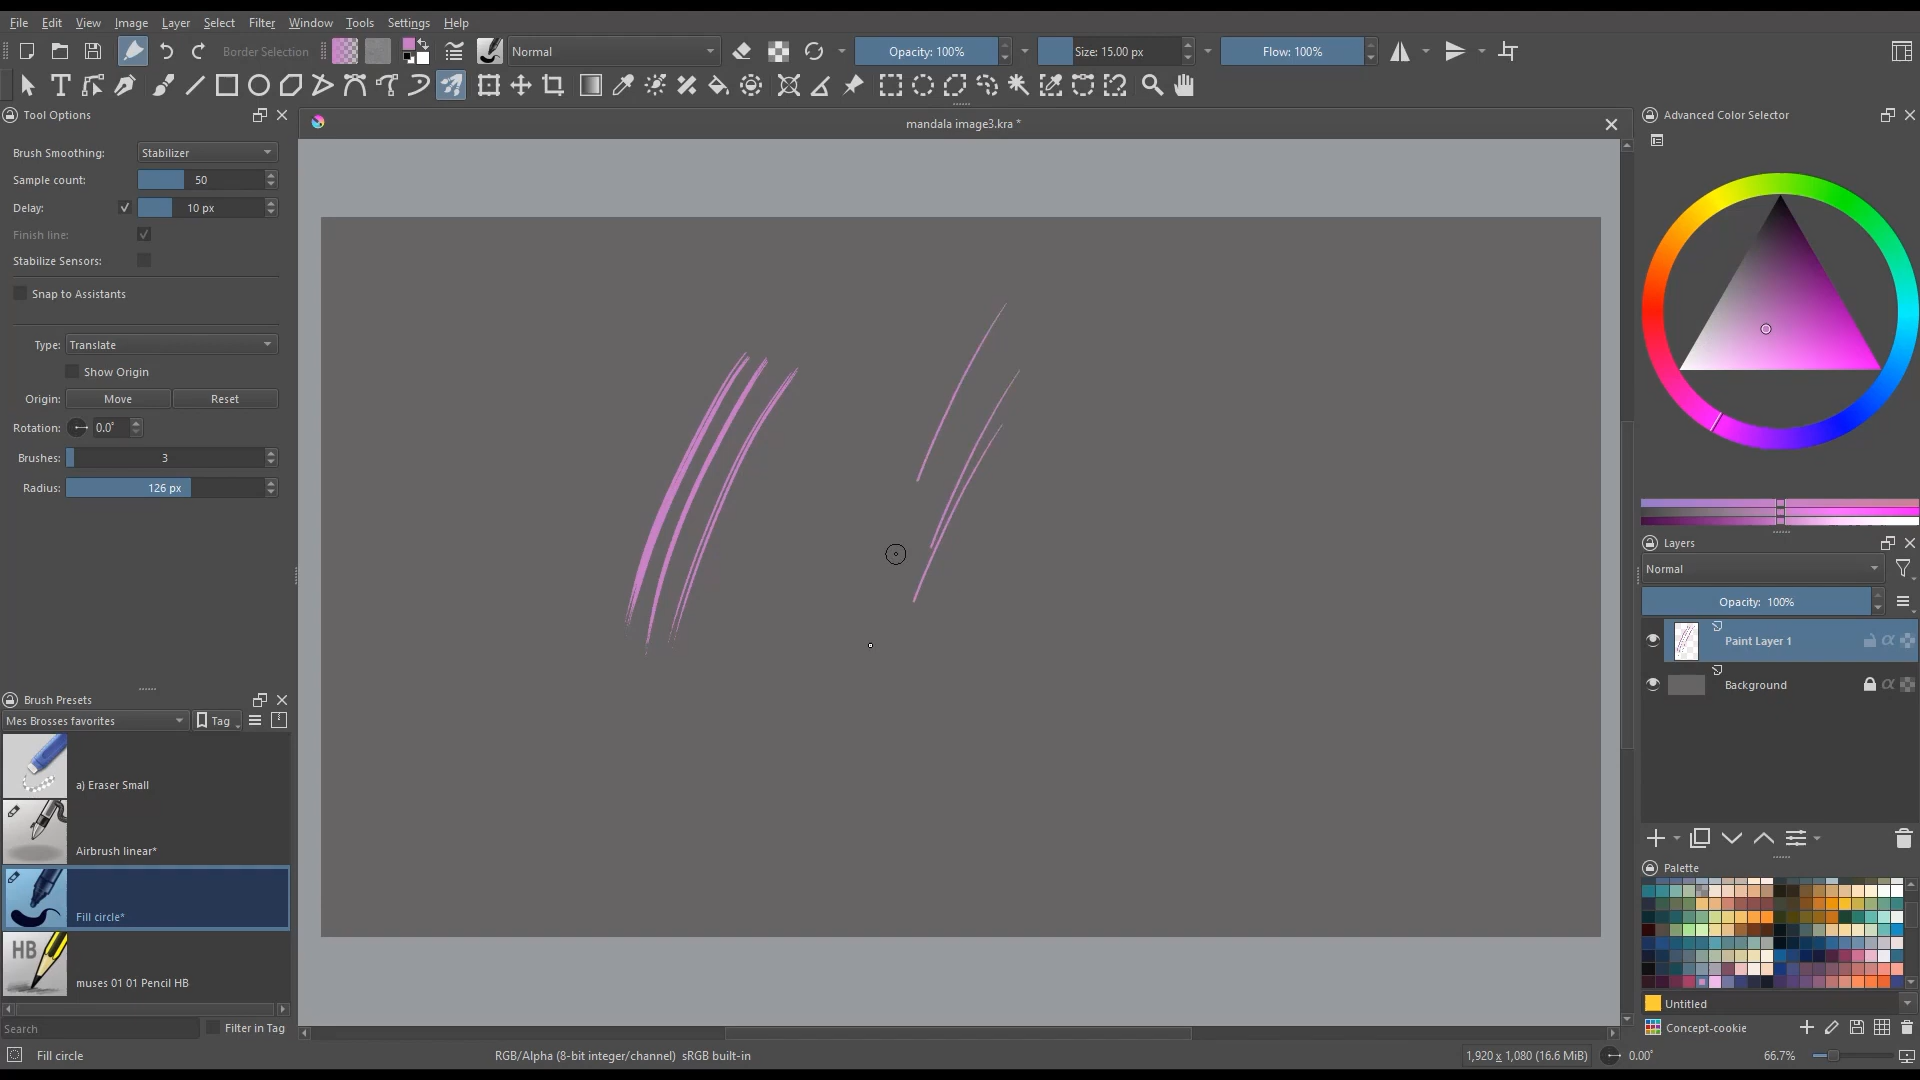 File Edit View Image Layer Select Filter Image Window Tools Settings Help
Border Selection Normal Opacity: 100% Size: 15.00 px Flow: 100%
Tool Options
mandala image3.kra *
Advanced Color Selector
Brush Smoothing: Stabilizer
Sample count: 50
Delay: 10 px
Finish line:
Stabilize Sensors:
Snap to Assistants
Type: Translate
Show Origin
Origin: Move Reset
Rotation: 0.0°
Brushes: 3
Radius: 126 px
Layers
Normal
Opacity: 100%
Paint Layer 1
Background
Brush Presets
Mes Brosses favorites Tag
a) Eraser Small
Airbrush linear*
Fill circle*
HB
muses 01 01 Pencil HB
Search Filter in Tag
Palette
Untitled
Concept-cookie
Fill circle
RGB/Alpha (8-bit integer/channel) sRGB built-in
1,920 x 1,080 (16.6 MiB) 0.00° 66.7%